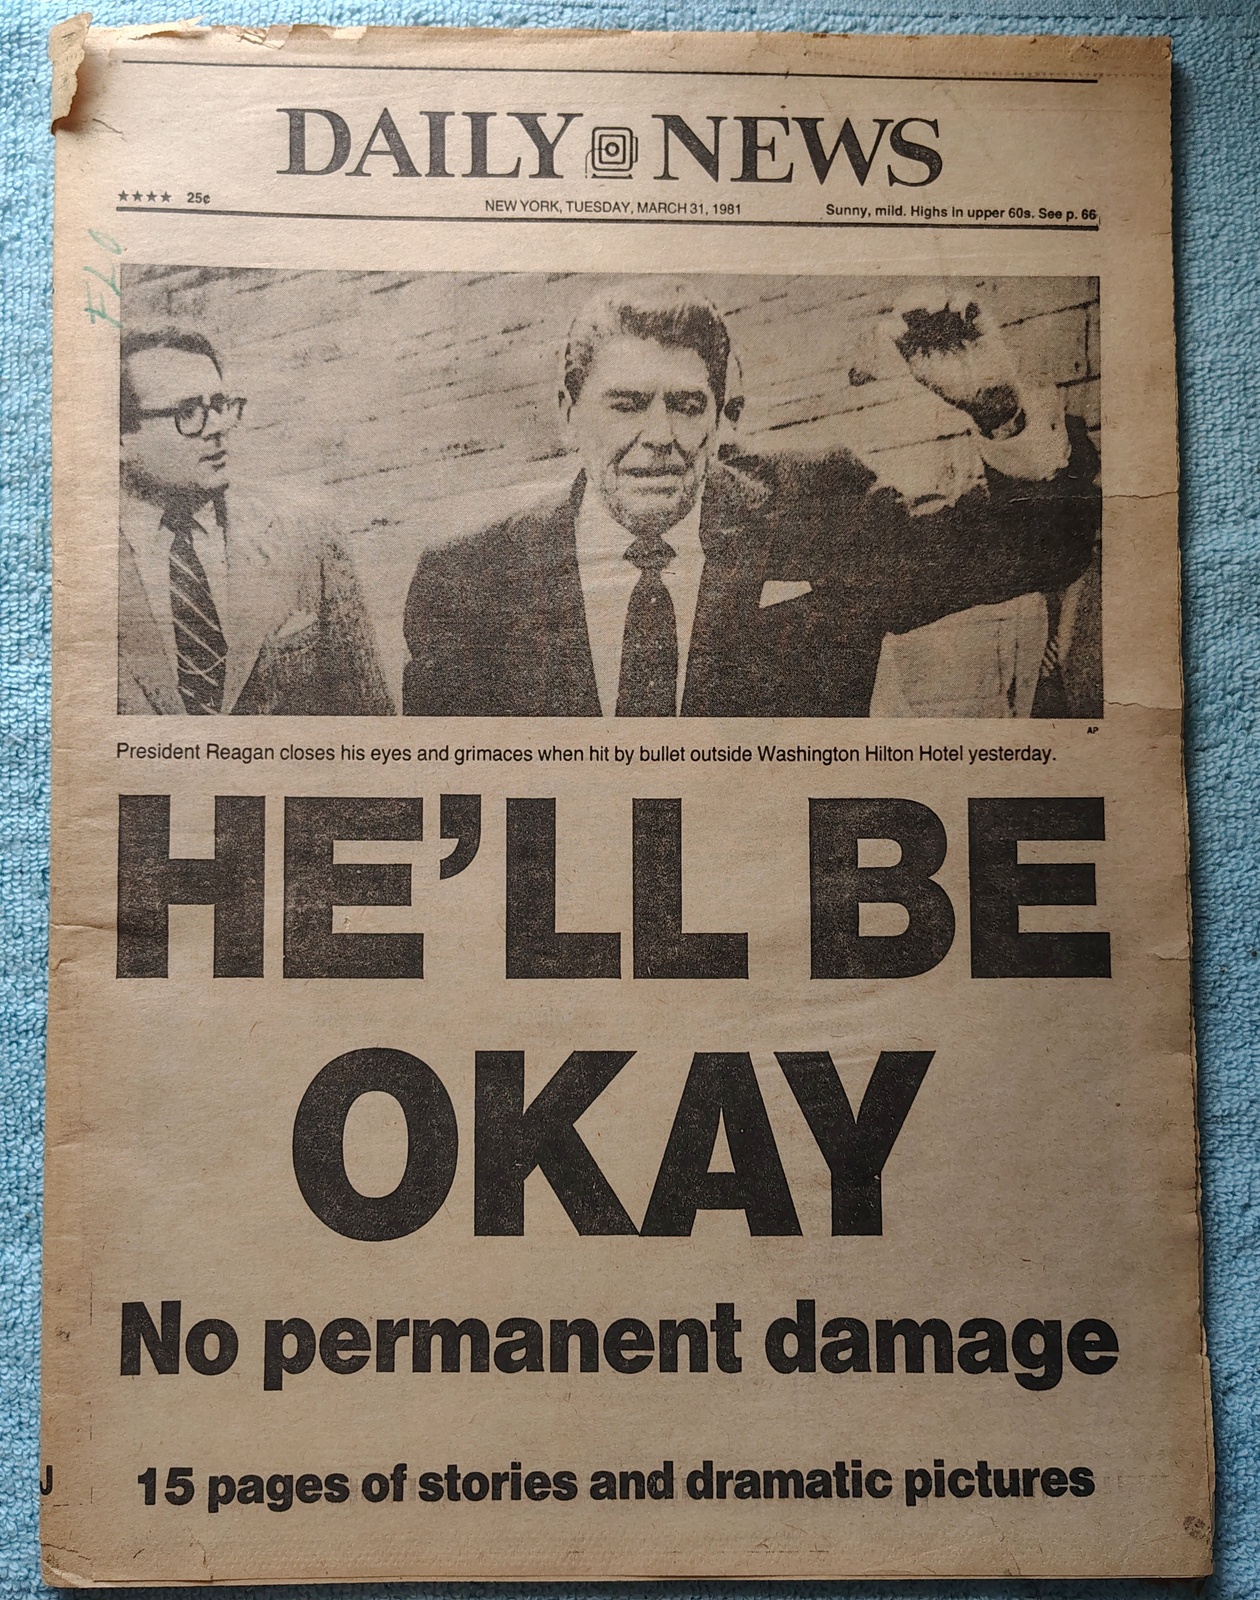 DAILY NEWS
★★★★ 25¢
NEW YORK, TUESDAY, MARCH 31, 1981
Sunny, mild. Highs in upper 60s. See p. 66
FLO
AP
President Reagan closes his eyes and grimaces when hit by bullet outside Washington Hilton Hotel yesterday.
HE'LL BE
OKAY
No permanent damage
J
15 pages of stories and dramatic pictures